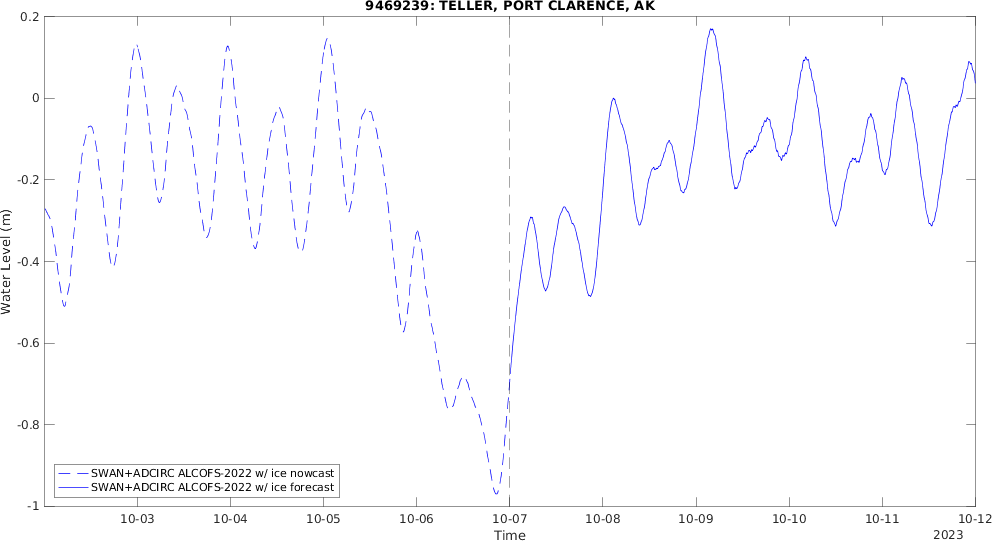 9469239: TELLER, PORT CLARENCE, AK
0.2
0
-0.2
-0.4
-0.6
-0.8
-1
Water Level (m)
SWAN+ADCIRC ALCOFS-2022 w/ ice nowcast
SWAN+ADCIRC ALCOFS-2022 w/ ice forecast
10-03 10-04 10-05 10-06 10-07 10-08 10-09 10-10 10-11 10-12
Time
2023